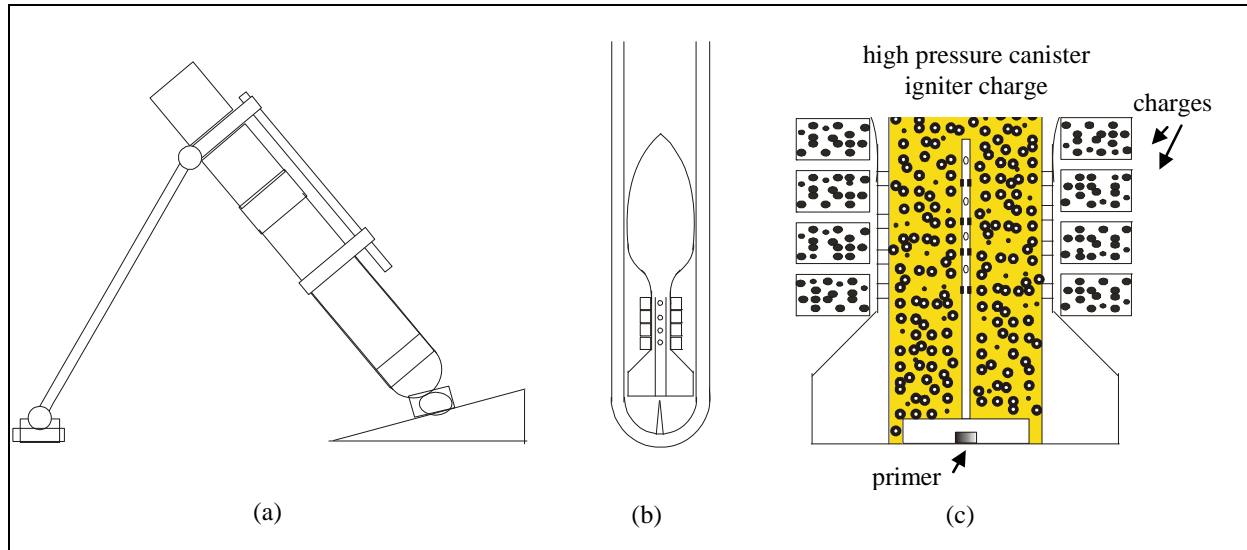 high pressure canister
igniter charge
charges
primer
(a)
(b)
(c)